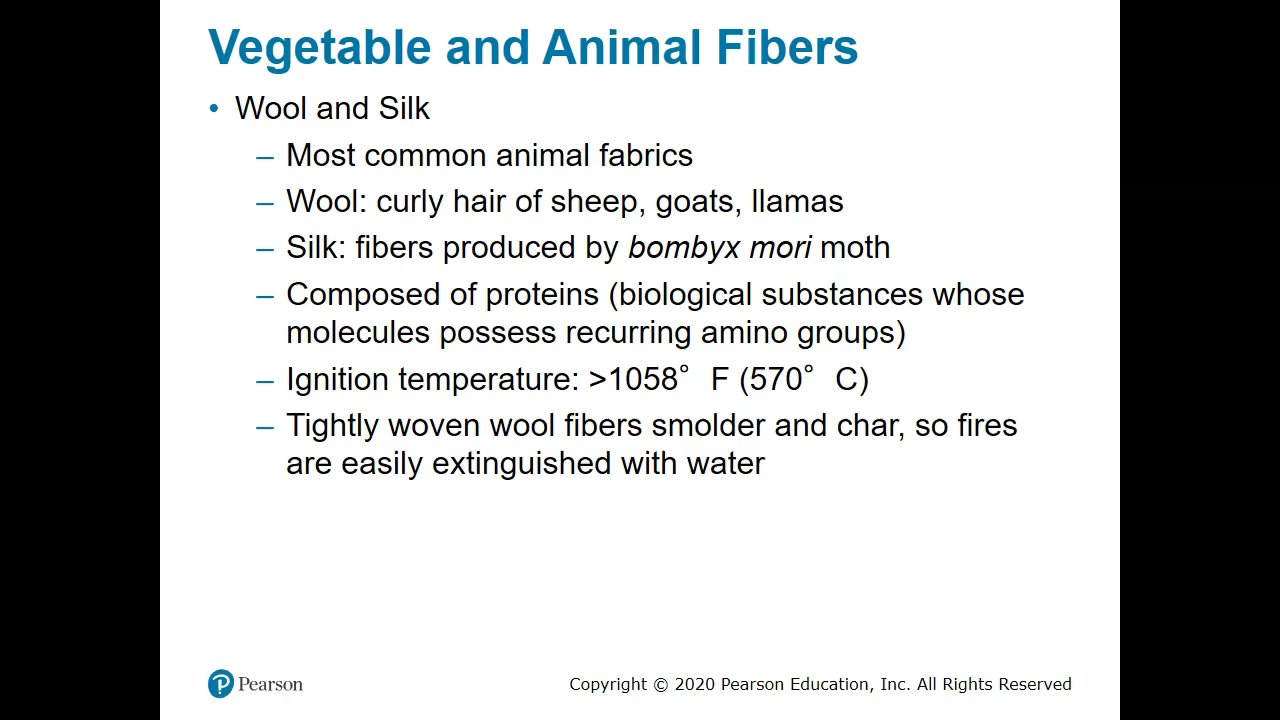 Vegetable and Animal Fibers
• Wool and Silk
– Most common animal fabrics
– Wool: curly hair of sheep, goats, llamas
– Silk: fibers produced by bombyx mori moth
– Composed of proteins (biological substances whose
molecules possess recurring amino groups)
– Ignition temperature: >1058° F (570° C)
– Tightly woven wool fibers smolder and char, so fires
are easily extinguished with water
Pearson
Copyright © 2020 Pearson Education, Inc. All Rights Reserved